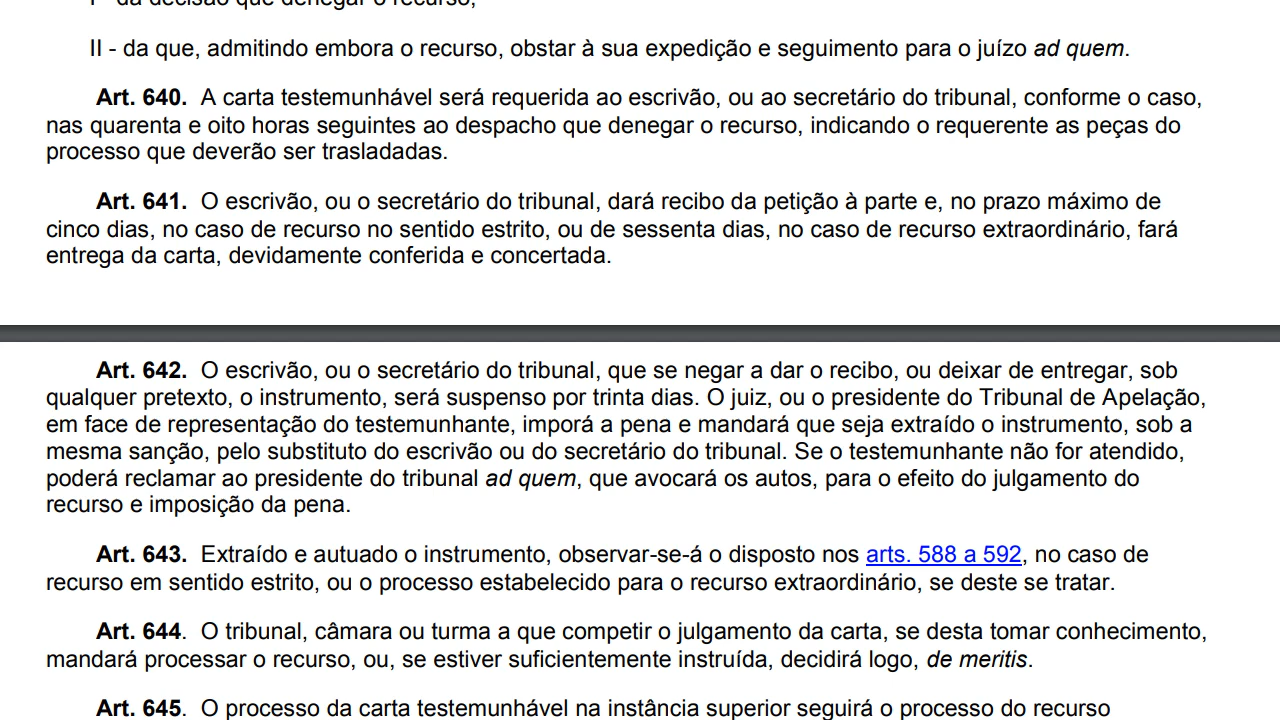 I - da decisão que denegar o recurso;
II - da que, admitindo embora o recurso, obstar à sua expedição e seguimento para o juízo ad quem.
Art. 640. A carta testemunhável será requerida ao escrivão, ou ao secretário do tribunal, conforme o caso,
nas quarenta e oito horas seguintes ao despacho que denegar o recurso, indicando o requerente as peças do
processo que deverão ser trasladadas.
Art. 641. O escrivão, ou o secretário do tribunal, dará recibo da petição à parte e, no prazo máximo de
cinco dias, no caso de recurso no sentido estrito, ou de sessenta dias, no caso de recurso extraordinário, fará
entrega da carta, devidamente conferida e concertada.
Art. 642. O escrivão, ou o secretário do tribunal, que se negar a dar o recibo, ou deixar de entregar, sob
qualquer pretexto, o instrumento, será suspenso por trinta dias. O juiz, ou o presidente do Tribunal de Apelação,
em face de representação do testemunhante, imporá a pena e mandará que seja extraído o instrumento, sob a
mesma sanção, pelo substituto do escrivão ou do secretário do tribunal. Se o testemunhante não for atendido,
poderá reclamar ao presidente do tribunal ad quem, que avocará os autos, para o efeito do julgamento do
recurso e imposição da pena.
Art. 643. Extraído e autuado o instrumento, observar-se-á o disposto nos arts. 588 a 592, no caso de
recurso em sentido estrito, ou o processo estabelecido para o recurso extraordinário, se deste se tratar.
Art. 644. O tribunal, câmara ou turma a que competir o julgamento da carta, se desta tomar conhecimento,
mandará processar o recurso, ou, se estiver suficientemente instruída, decidirá logo, de meritis.
Art. 645. O processo da carta testemunhável na instância superior seguirá o processo do recurso